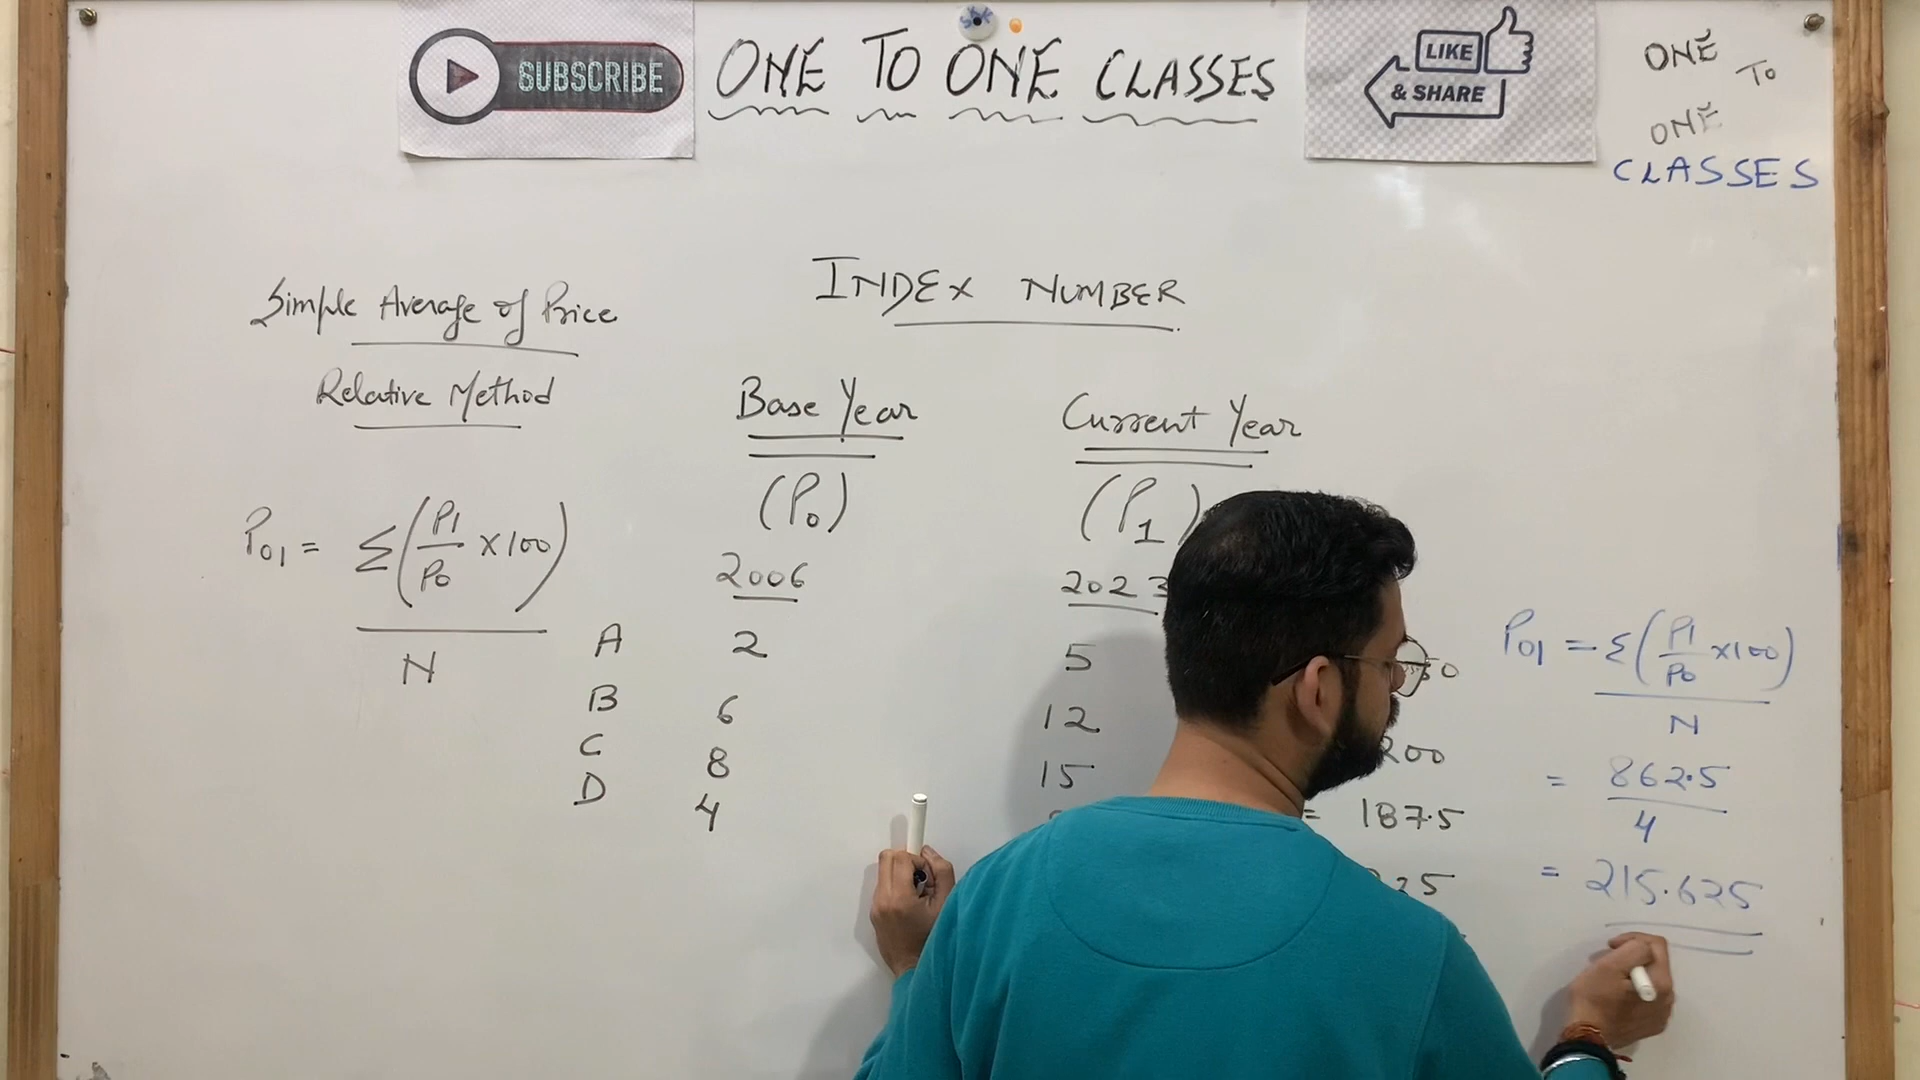 SUBSCRIBE
ONE TO ONE CLASSES
LIKE
& SHARE
ONE
TO
ONE
CLASSES
INDEX NUMBER
Simple Average of Price
Relative Method
P01 = Σ(P1/P0 ×100)
N
Base Year
(P0)
2006
Current Year
(P1)
2023
A 2 5
B 6 12 200
C 8 15 = 187.5
D 4
P01 = Σ(P1/P0 ×100)
N
= 862.5
4
= 215.625